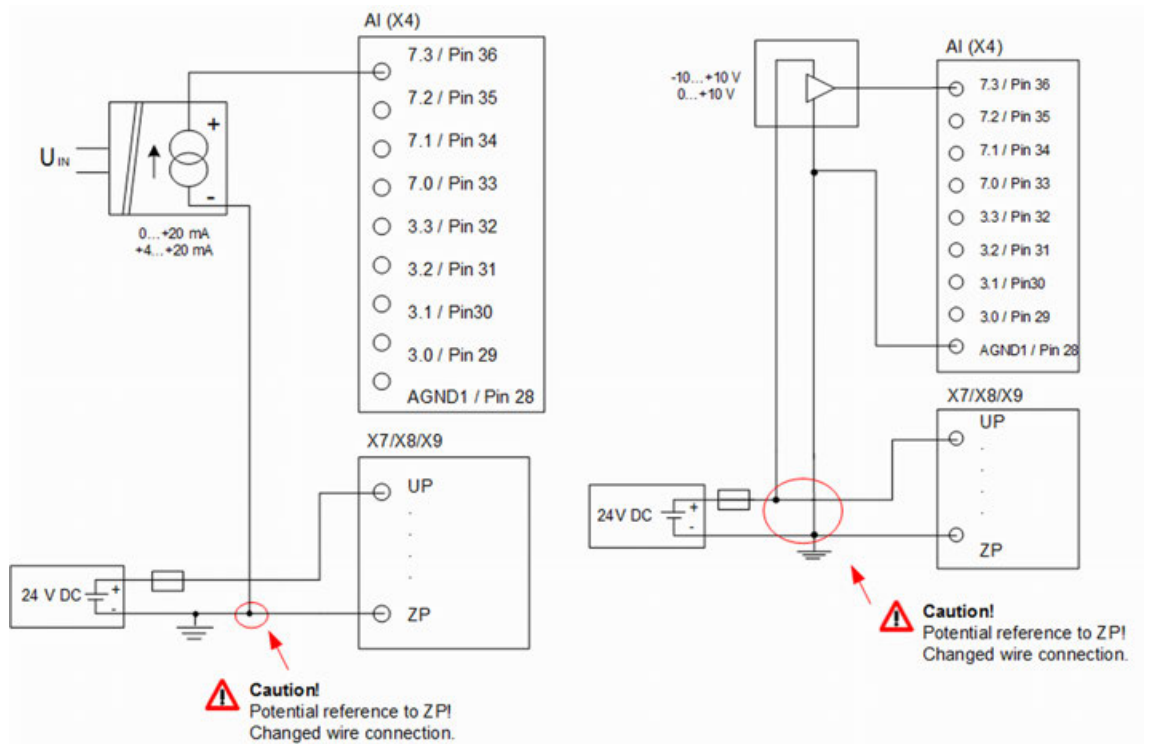 AI (X4)
7.3 / Pin 36
7.2 / Pin 35
7.1 / Pin 34
7.0 / Pin 33
3.3 / Pin 32
3.2 / Pin 31
3.1 / Pin30
3.0 / Pin 29
AGND1 / Pin 28
+
-
U IN
0...+20 mA
+4...+20 mA
X7/X8/X9
UP
.
.
.
.
ZP
24 V DC
+
-
!
Caution!
Potential reference to ZP!
Changed wire connection.
AI (X4)
-10...+10 V
0...+10 V
7.3 / Pin 36
7.2 / Pin 35
7.1 / Pin 34
7.0 / Pin 33
3.3 / Pin 32
3.2 / Pin 31
3.1 / Pin30
3.0 / Pin 29
AGND1 / Pin 28
X7/X8/X9
UP
.
.
.
.
ZP
24V DC
+
-
!
Caution!
Potential reference to ZP!
Changed wire connection.